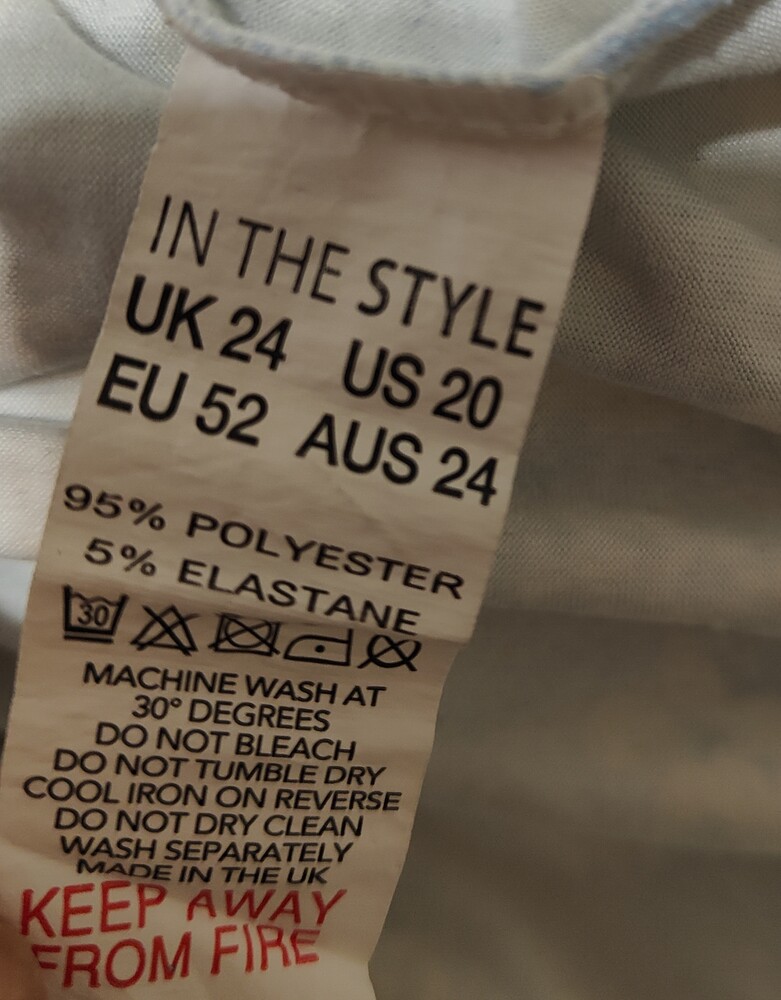 IN THE STYLE
UK 24 US 20
EU 52 AUS 24
95% POLYESTER
5% ELASTANE
30
MACHINE WASH AT
30° DEGREES
DO NOT BLEACH
DO NOT TUMBLE DRY
COOL IRON ON REVERSE
DO NOT DRY CLEAN
WASH SEPARATELY
MADE IN THE UK
KEEP AWAY
FROM FIRE